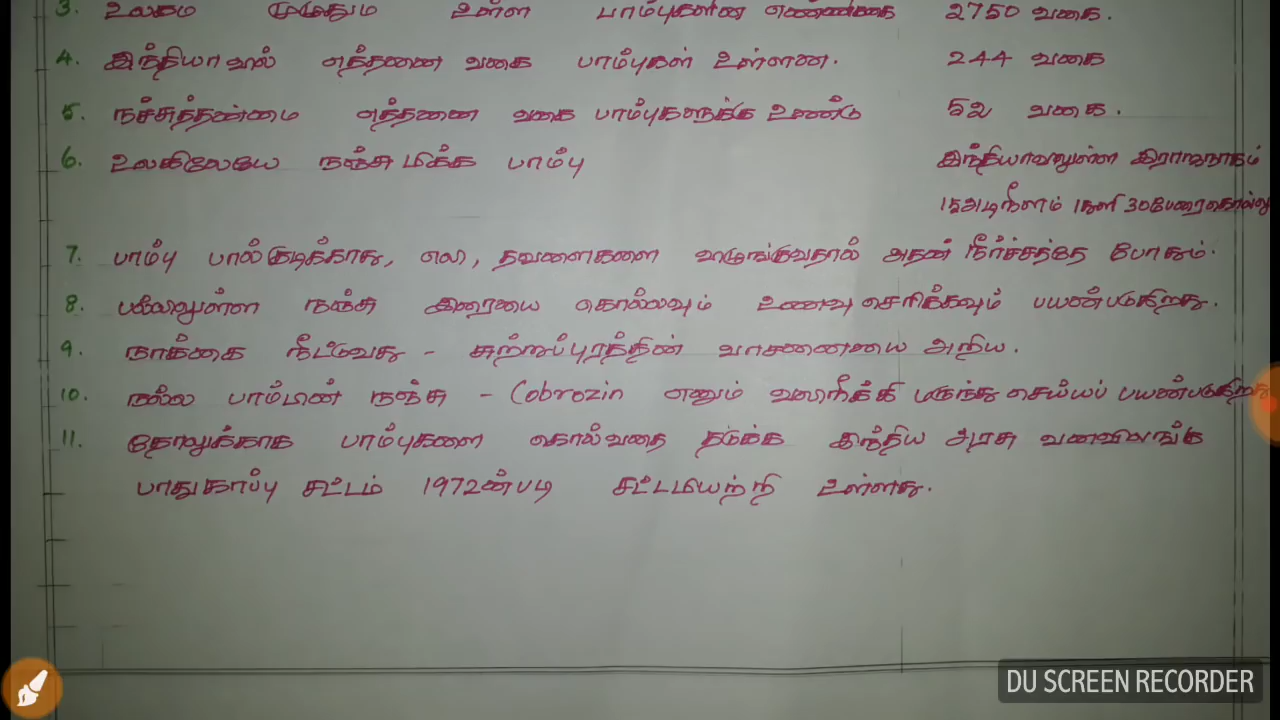 3. உலகம் முழுதும் உள்ள பாம்புகளின் எண்ணிக்கை 2750 வகை.
4. இந்தியாவில் எத்தனை வகை பாம்புகள் உள்ளன. 244 வகை
5. நச்சுத்தன்மை எத்தனை வகை பாம்புகளுக்கு உண்டு 52 வகை.
6. உலகிலேயே நஞ்சு மிக்க பாம்பு இந்தியாவிலுள்ள இராஜநாகம்
15அடிநீளம் 1துளி 30பேரைகொல்லு
7. பாம்பு பால்குடிக்காது, எலி, தவளைகளை விழுங்குவதால் அதன் நீர்ச்சத்தே போதும்.
8. பல்லிலுள்ள நஞ்சு இரையை கொல்லவும் உணவு செரிக்கவும் பயன்படுகிறது.
9. நாக்கை நீட்டுவது - சுற்றுப்புரத்தின் வாசனையை அறிய.
10. நல்ல பாம்பின் நஞ்சு - Cobrozin எனும் வலிநீக்கி மருந்து செய்யப் பயன்படுகிறது
11. தோலுக்காக பாம்புகளை கொல்வதை தடுக்க இந்திய அரசு வனவிலங்கு
பாதுகாப்பு சட்டம் 1972ன்படி சட்டமியற்றி உள்ளது.
DU SCREEN RECORDER